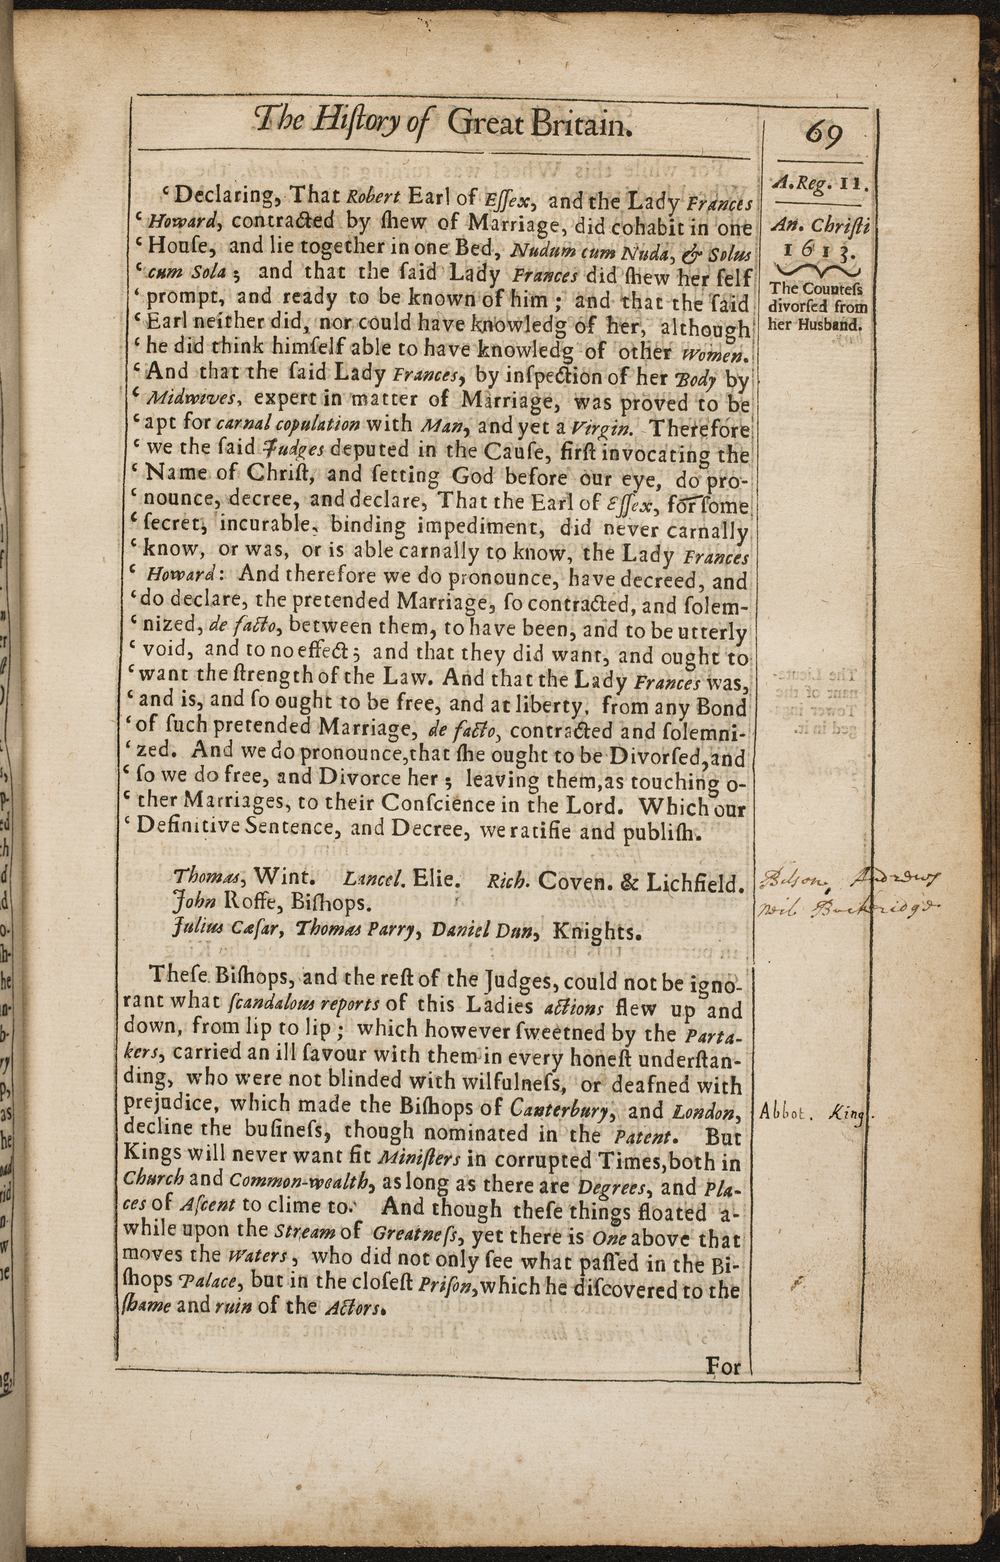 The Hiſtory of Great Britain.
69
A. Reg. 11.
An. Chriſti
1613.
The Counteſs
divorſed from
her Husband.
‘ Declaring, That Robert Earl of Eſſex, and the Lady Frances
‘ Howard, contracted by ſhew of Marriage, did cohabit in one
‘ Houſe, and lie together in one Bed, Nudum cum Nuda, & Solus
‘ cum Sola; and that the ſaid Lady Frances did ſhew her ſelf
‘ prompt, and ready to be known of him; and that the ſaid
‘ Earl neither did, nor could have knowledg of her, although
‘ he did think himſelf able to have knowledg of other Women.
‘ And that the ſaid Lady Frances, by inſpection of her Body by
‘ Midwives, expert in matter of Marriage, was proved to be
‘ apt for carnal copulation with Man, and yet a Virgin. Therefore
‘ we the ſaid Judges deputed in the Cauſe, firſt invocating the
‘ Name of Chriſt, and ſetting God before our eye, do pro-
‘ nounce, decree, and declare, That the Earl of Eſſex, for ſome
‘ ſecret, incurable, binding impediment, did never carnally
‘ know, or was, or is able carnally to know, the Lady Frances
‘ Howard: And therefore we do pronounce, have decreed, and
‘ do declare, the pretended Marriage, ſo contracted, and ſolem-
‘ nized, de facto, between them, to have been, and to be utterly
‘ void, and to no effect; and that they did want, and ought to
‘ want the ſtrength of the Law. And that the Lady Frances was,
‘ and is, and ſo ought to be free, and at liberty, from any Bond
‘ of ſuch pretended Marriage, de facto, contracted and ſolemni-
‘ zed. And we do pronounce, that ſhe ought to be Divorſed, and
‘ ſo we do free, and Divorce her; leaving them, as touching o-
‘ ther Marriages, to their Conſcience in the Lord. Which our
‘ Definitive Sentence, and Decree, we ratifie and publiſh.
Thomas, Wint. Lancel. Elie. Rich. Coven. & Lichfield.
John Roffe, Biſhops.
Julius Cæſar, Thomas Parry, Daniel Dun, Knights.
Bilson, Andrews
Neil Buckeridge
Theſe Biſhops, and the reſt of the Judges, could not be igno-
rant what ſcandalous reports of this Ladies actions flew up and
down, from lip to lip; which however ſweetned by the Parta-
kers, carried an ill ſavour with them in every honeſt underſtan-
ding, who were not blinded with wilfulneſs, or deafned with
prejudice, which made the Biſhops of Canterbury, and London,
Abbot. King.
decline the buſineſs, though nominated in the Patent. But
Kings will never want fit Miniſters in corrupted Times, both in
Church and Common-wealth, as long as there are Degrees, and Pla-
ces of Aſcent to clime to. And though theſe things floated a-
while upon the Stream of Greatneſs, yet there is One above that
moves the Waters, who did not only ſee what paſſed in the Bi-
ſhops Palace, but in the cloſeſt Priſon, which he diſcovered to the
ſhame and ruin of the Actors.
For